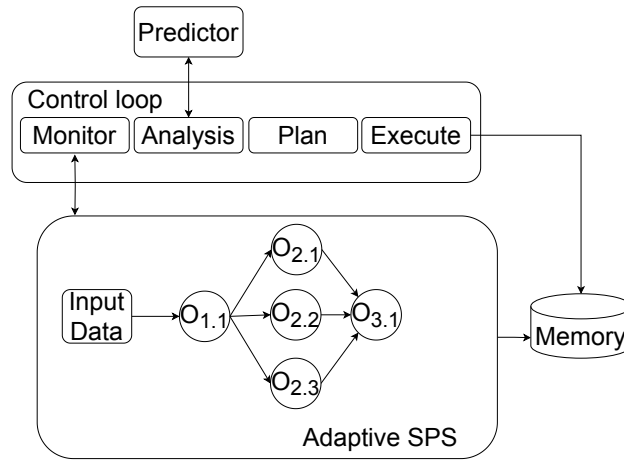 Predictor
Control loop
Monitor Analysis Plan Execute
O2.1
Input
Data
O1.1
O2.2
O3.1
Memory
O2.3
Adaptive SPS